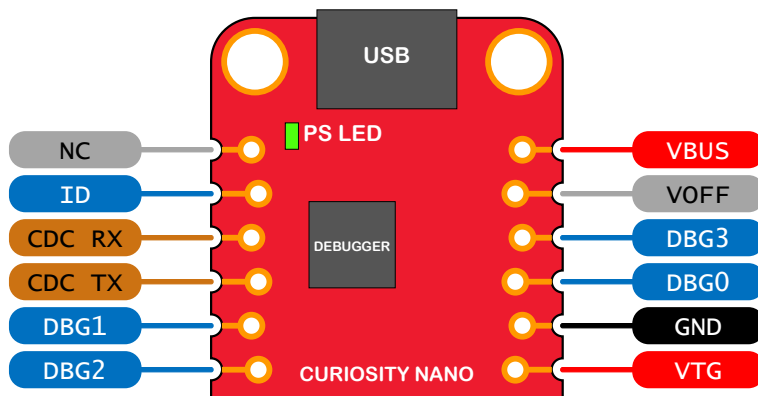 USB
PS LED
NC
VBUS
ID
VOFF
CDC RX
DEBUGGER
DBG3
CDC TX
DBG0
DBG1
GND
DBG2
CURIOSITY NANO
VTG